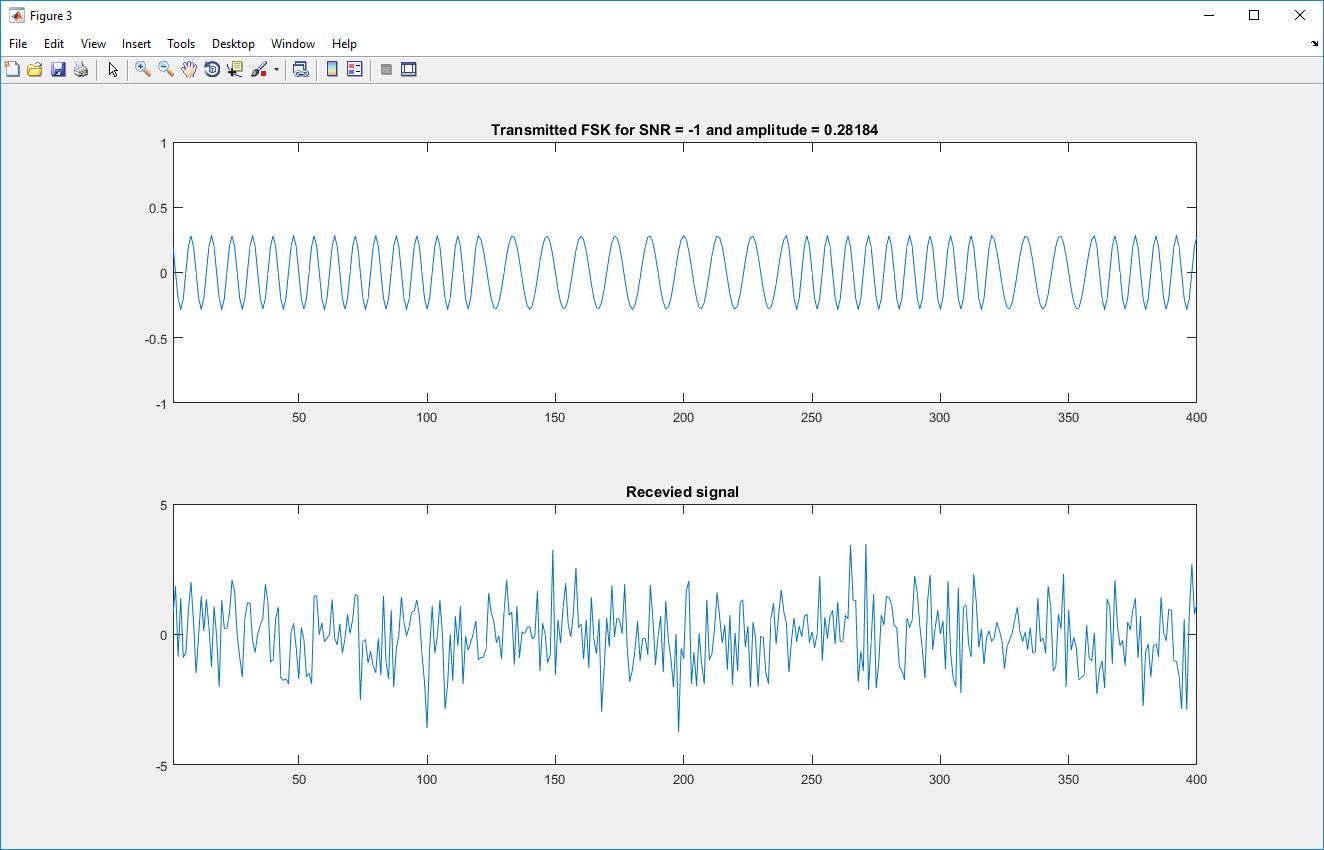 Figure 3
File Edit View Insert Tools Desktop Window Help
Transmitted FSK for SNR = -1 and amplitude = 0.28184
1
0.5
0
-0.5
-1
50 100 150 200 250 300 350 400
Recevied signal
5
0
-5
50 100 150 200 250 300 350 400